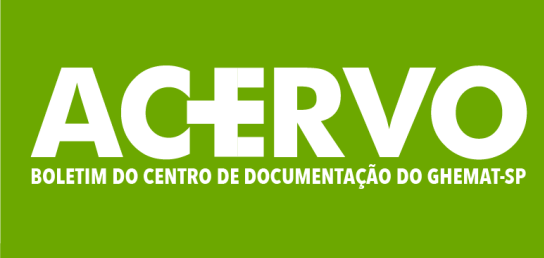 ACERVO
BOLETIM DO CENTRO DE DOCUMENTAÇÃO DO GHEMAT-SP